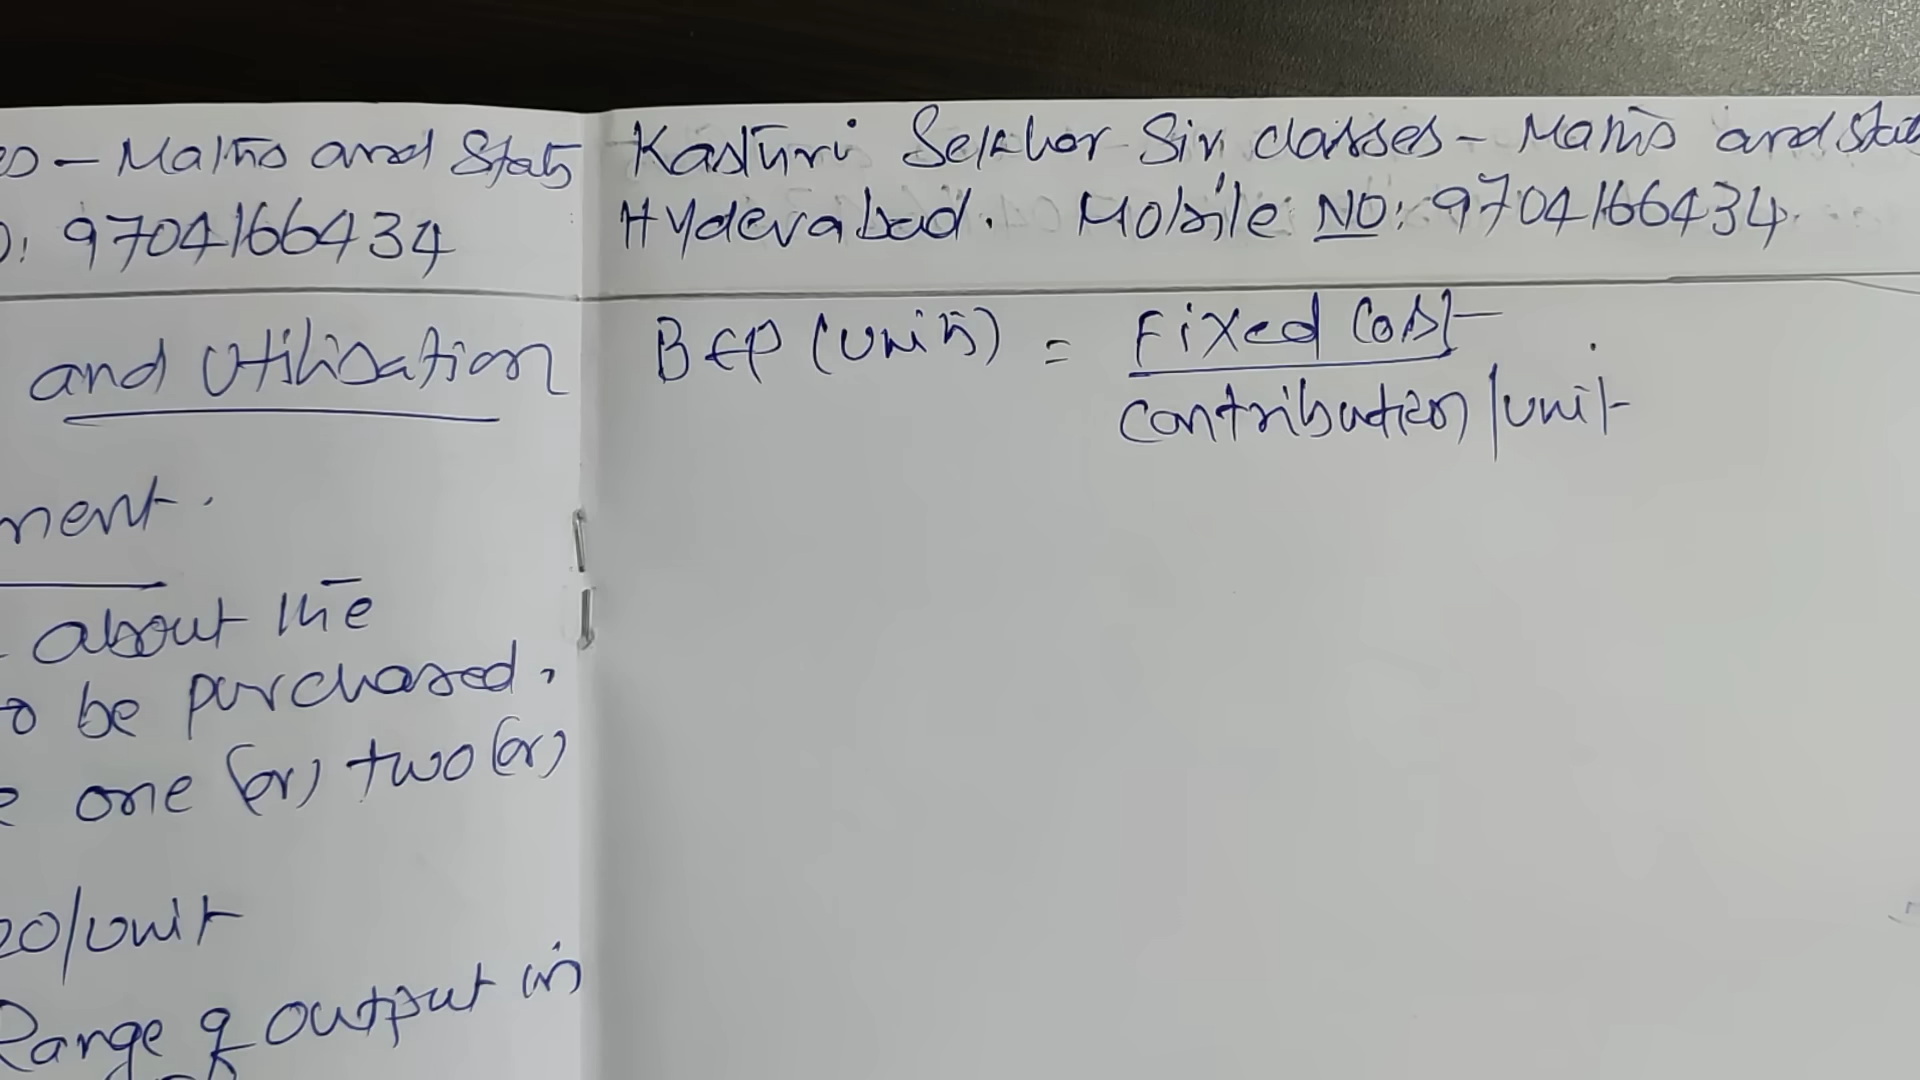 - Maths and Stats
: 9704166434
and Utilisation
ment.
about the
to be purchased.
one (or) two (or)
20/unit
Range of output in
Kasturi Sekhar Sir classes - Maths and Stats
Hyderabad. Mobile NO: 9704166434.
BEP (units) = Fixed Cost
contribution/unit